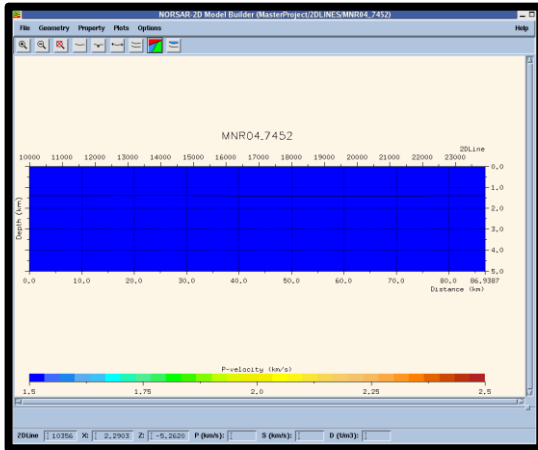 NORSAR-2D Model Builder (MasterProject/2DLINES/MNR04_7452)
File Geometry Property Plots Options Help
MNR04_7452
2DLine
10000 11000 12000 13000 14000 15000 16000 17000 18000 19000 20000 21000 22000 23000
0.0
1.0
2.0
3.0
4.0
5.0
Depth (km)
0.0 10.0 20.0 30.0 40.0 50.0 60.0 70.0 80.0 86.9387
Distance (km)
P-velocity (km/s)
1.5 1.75 2.0 2.25 2.5
2DLine 10356 X: 2.2903 Z: -5.2620 P (km/s): S (km/s): D (t/m3):